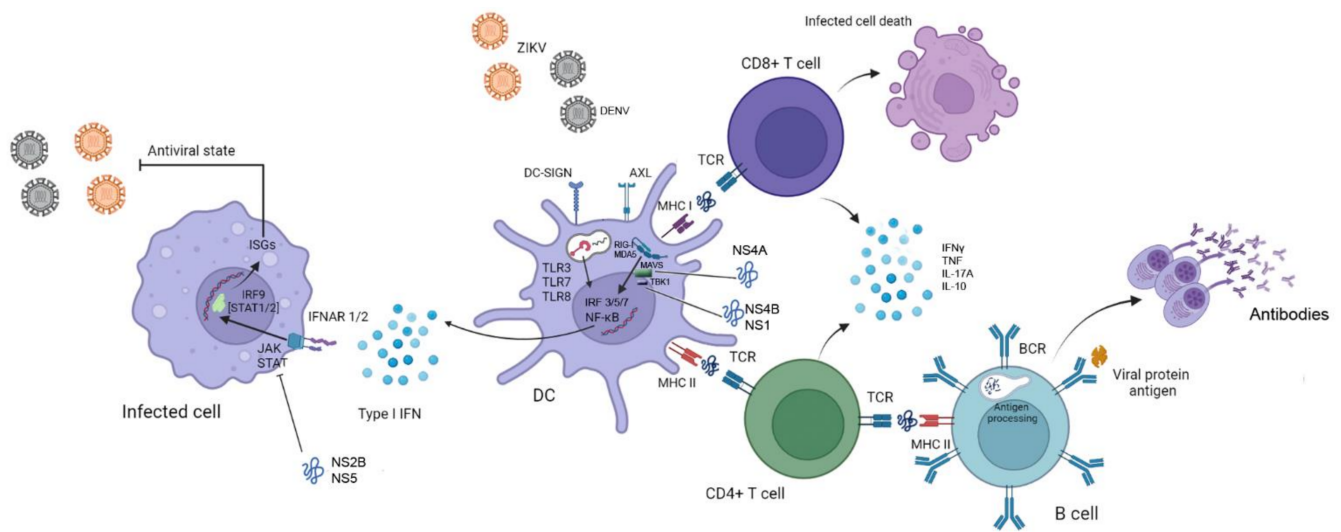 ZIKV
DENV
Infected cell death
CD8+ T cell
Antiviral state
DC-SIGN
AXL
TCR
MHC I
ISGs
IRF9
[STAT1/2]
IFNAR 1/2
JAK
STAT
Infected cell
Type I IFN
NS2B
NS5
TLR3
TLR7
TLR8
RIG-I
MDA5
MAVS
TBK1
IRF 3/5/7
NF-κB
DC
NS4A
NS4B
NS1
MHC II
TCR
CD4+ T cell
IFNγ
TNF
IL-17A
IL-10
TCR
MHC II
BCR
Antigen
processing
B cell
Viral protein
antigen
Antibodies